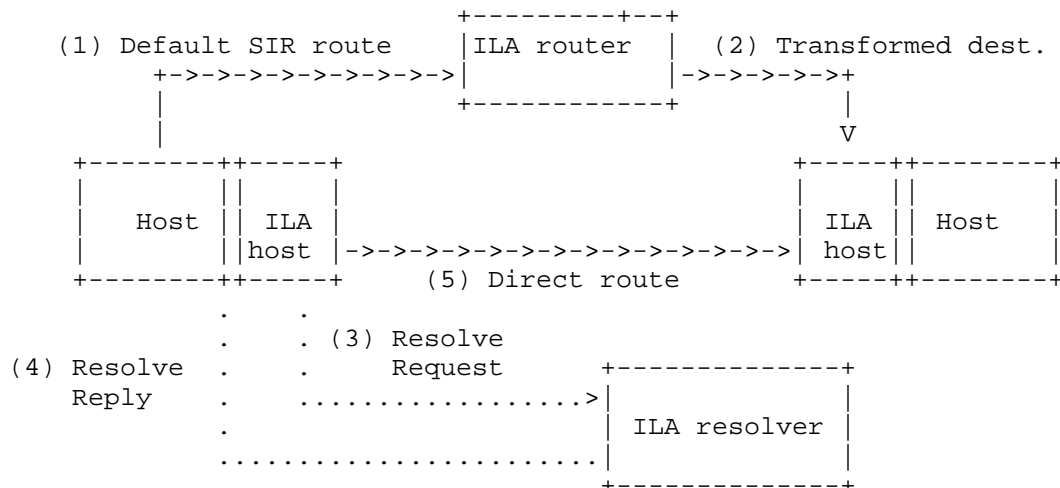 (1) Default SIR route ILA router (2) Transformed dest.
Host ILA host ILA host Host
(5) Direct route
(3) Resolve Request
(4) Resolve Reply
ILA resolver